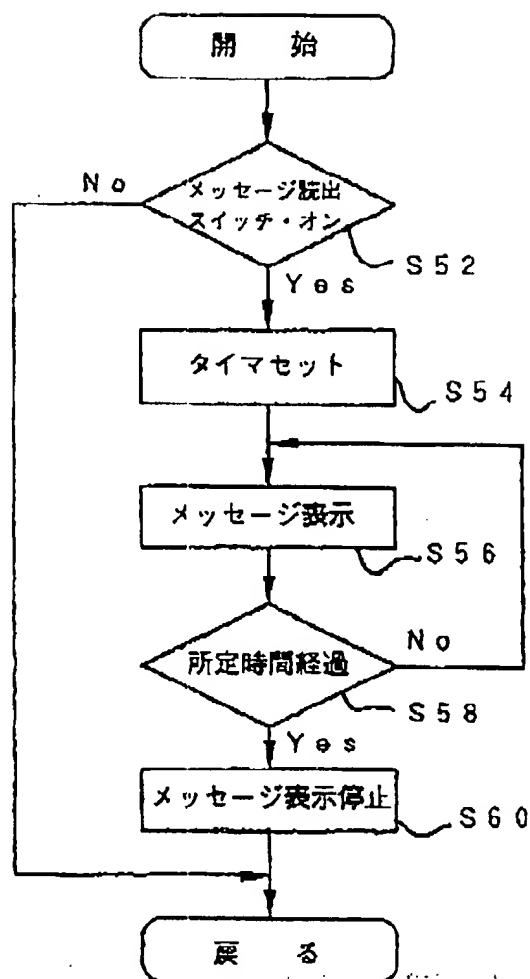 開 始
No
メッセージ読出
スイッチ・オン
S52
Yes
タイマセット
S54
メッセージ表示
S56
所定時間経過
No
S58
Yes
メッセージ表示停止
S60
戻 る